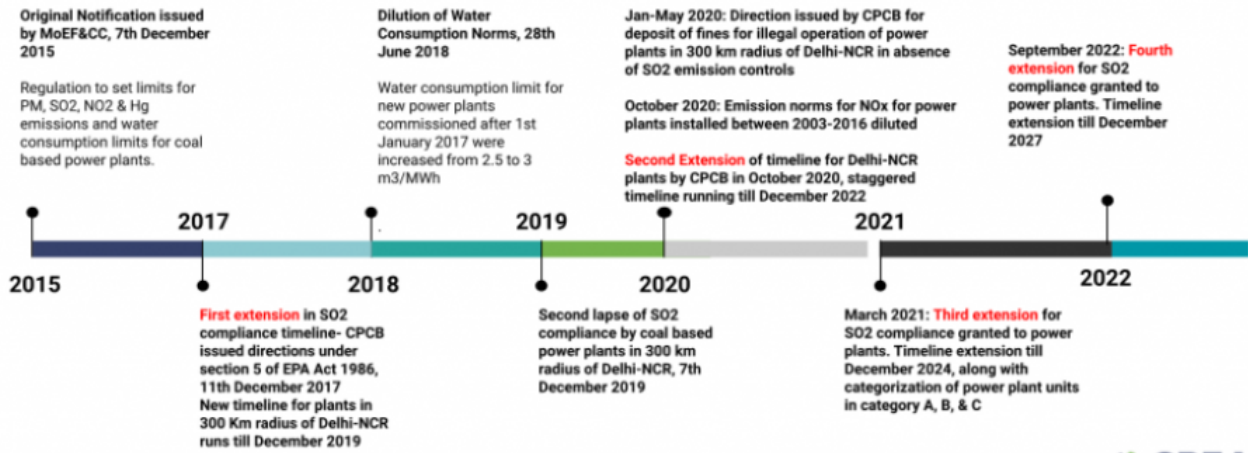 Original Notification issued
by MoEF&CC, 7th December
2015
Regulation to set limits for
PM, SO2, NO2 & Hg
emissions and water
consumption limits for coal
based power plants.
Dilution of Water
Consumption Norms, 28th
June 2018
Water consumption limit for
new power plants
commissioned after 1st
January 2017 were
increased from 2.5 to 3
m3/MWh
Jan-May 2020: Direction issued by CPCB for
deposit of fines for illegal operation of power
plants in 300 km radius of Delhi-NCR in absence
of SO2 emission controls
October 2020: Emission norms for NOx for power
plants installed between 2003-2016 diluted
Second Extension of timeline for Delhi-NCR
plants by CPCB in October 2020, staggered
timeline running till December 2022
September 2022: Fourth
extension for SO2
compliance granted to
power plants. Timeline
extension till December
2027
2017
2019
2021
2015
2018
2020
2022
First extension in SO2
compliance timeline- CPCB
issued directions under
section 5 of EPA Act 1986,
11th December 2017
New timeline for plants in
300 Km radius of Delhi-NCR
runs till December 2019
Second lapse of SO2
compliance by coal based
power plants in 300 km
radius of Delhi-NCR, 7th
December 2019
March 2021: Third extension for
SO2 compliance granted to power
plants. Timeline extension till
December 2024, along with
categorization of power plant units
in category A, B, & C